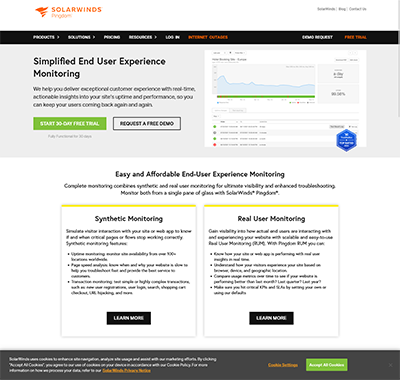 SOLARWINDS
Pingdom
SolarWinds | Blog | Contact Us
PRODUCTS SOLUTIONS PRICING RESOURCES LOG IN INTERNET OUTAGES DEMO REQUEST FREE TRIAL
Simplified End User Experience
Monitoring
We help you deliver exceptional customer experience with real-time,
actionable insights into your site's uptime and performance, so you
can keep your users coming back again and again.
START 30-DAY FREE TRIAL REQUEST A FREE DEMO
Fully Functional for 30 days
Easy and Affordable End-User Experience Monitoring
Complete monitoring combines synthetic and real user monitoring for ultimate visibility and enhanced troubleshooting.
Monitor both from a single pane of glass with SolarWinds® Pingdom®.
Synthetic Monitoring
Simulate visitor interaction with your site or web app to know
if and when critical pages or flows stop working correctly.
Synthetic monitoring features:
Uptime monitoring: monitor site availability from over 100+
locations worldwide.
Page speed analysis: know when and why your website is slow to
help you troubleshoot fast and provide the best service to
customers.
Transaction monitoring: test simple or highly complex transactions,
such as new user registrations, user login, search, shopping cart
checkout, URL hijacking, and more.
LEARN MORE
Real User Monitoring
Gain visibility into how actual end users are interacting with
and experiencing your website with scalable and easy-to-use
Real User Monitoring (RUM). With Pingdom RUM you can:
Know how your site or web app is performing with real user
insights in real time.
Understand how your visitors experience your site based on
browser, device, and geographic location.
Compare usage metrics over time to see if your website is
performing better than last month? Last quarter? Last year?
Make sure you hit critical KPIs and SLAs by setting your own or
using our defaults.
LEARN MORE
SolarWinds uses cookies to enhance site navigation, analyze site usage and assist with our marketing efforts. By clicking
"Accept All Cookies", you agree to our use of cookies on your device in accordance with our Cookie Policy. For more
information on how we process your data, refer to our SolarWinds Privacy Notice
Cookie Settings
Accept All Cookies